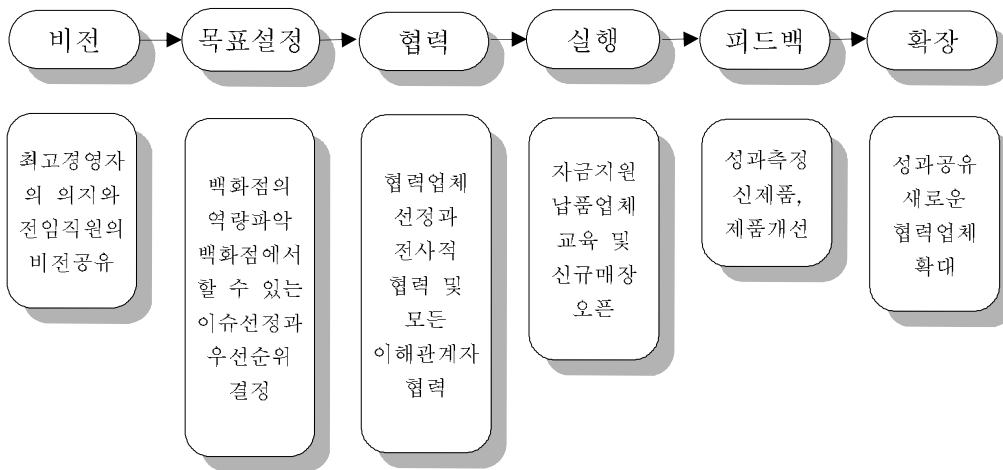 비전
목표설정
협력
실행
피드백
확장
최고경영자
의 의지와
전임직원의
비전공유
백화점의
역량파악
백화점에서
할 수 있는
이슈선정과
우선순위
결정
협력업체
선정과
전사적
협력 및
모든
이해관계자
협력
자금지원
납품업체
교육 및
신규매장
오픈
성과측정
신제품,
제품개선
성과공유
새로운
협력업체
확대